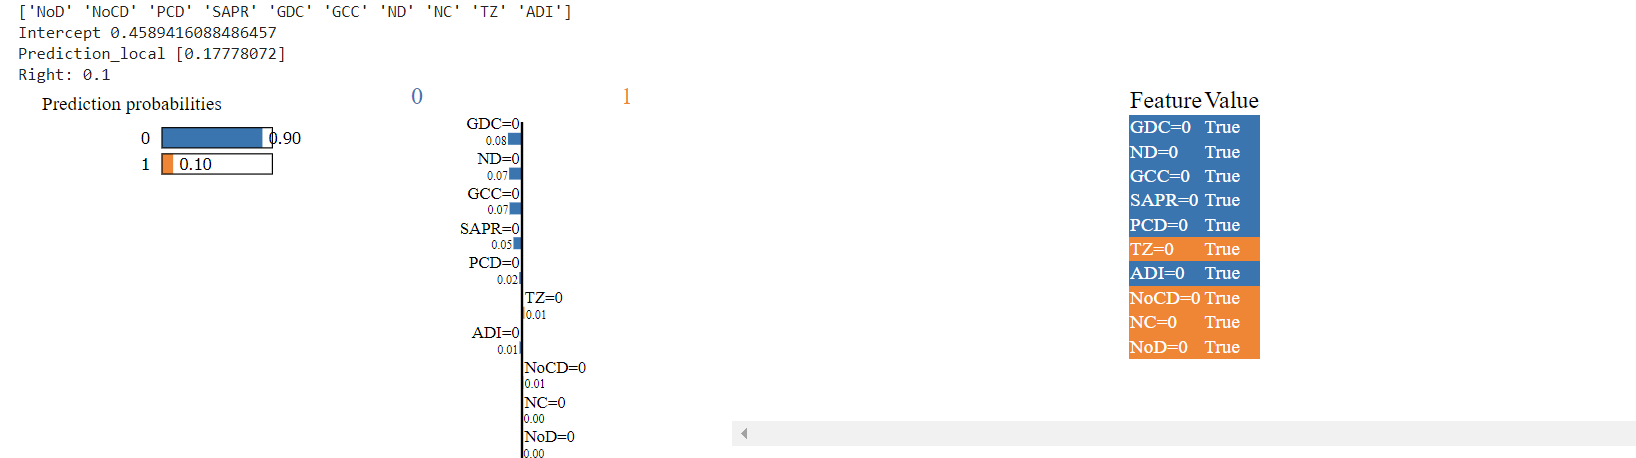 ['NoD' 'NoCD' 'PCD' 'SAPR' 'GDC' 'GCC' 'ND' 'NC' 'TZ' 'ADI']
Intercept 0.4589416088486457
Prediction_local [0.17778072]
Right: 0.1
Prediction probabilities
0 0.90
1 0.10
0 1
GDC=0
0.08
ND=0
0.07
GCC=0
0.07
SAPR=0
0.05
PCD=0
0.02
TZ=0
0.01
ADI=0
0.01
NoCD=0
0.01
NC=0
0.00
NoD=0
0.00
Feature Value
GDC=0 True
ND=0 True
GCC=0 True
SAPR=0 True
PCD=0 True
TZ=0 True
ADI=0 True
NoCD=0 True
NC=0 True
NoD=0 True